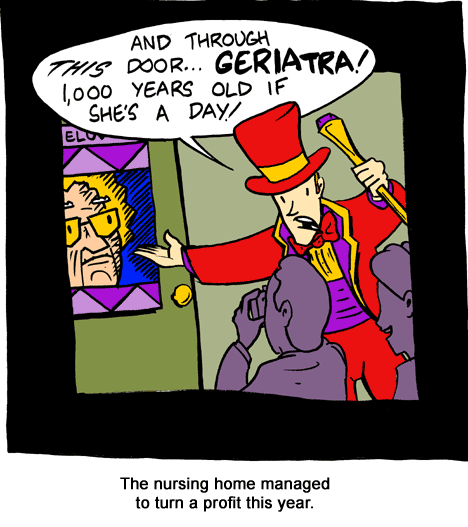 AND THROUGH
THIS DOOR... GERIATRA!
1,000 YEARS OLD IF
SHE'S A DAY!
The nursing home managed
to turn a profit this year.